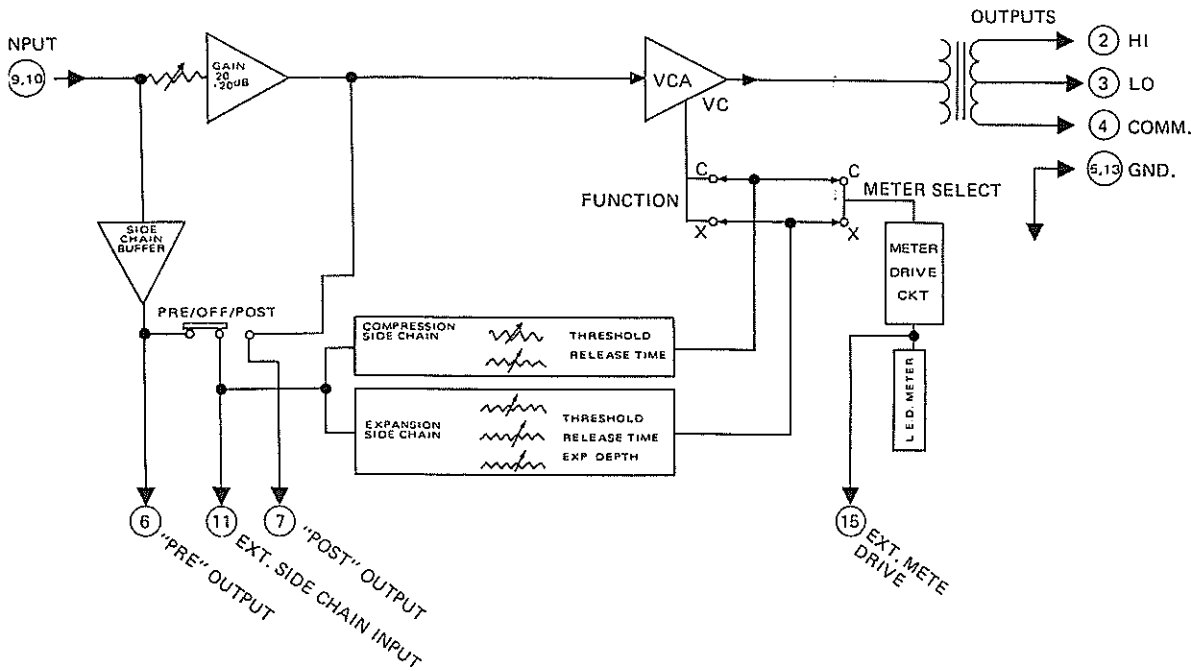 NPUT
9,10
GAIN
20
-20dB
VCA
VC
OUTPUTS
2 HI
3 LO
4 COMM.
5,13 GND.
FUNCTION
C
X
C
X
METER SELECT
SIDE
CHAIN
BUFFER
PRE/OFF/POST
COMPRESSION
SIDE CHAIN
THRESHOLD
RELEASE TIME
EXPANSION
SIDE CHAIN
THRESHOLD
RELEASE TIME
EXP DEPTH
METER
DRIVE
CKT
L.E.D. METER
6
"PRE" OUTPUT
11
EXT. SIDE CHAIN INPUT
7
"POST" OUTPUT
15
EXT. METE
DRIVE